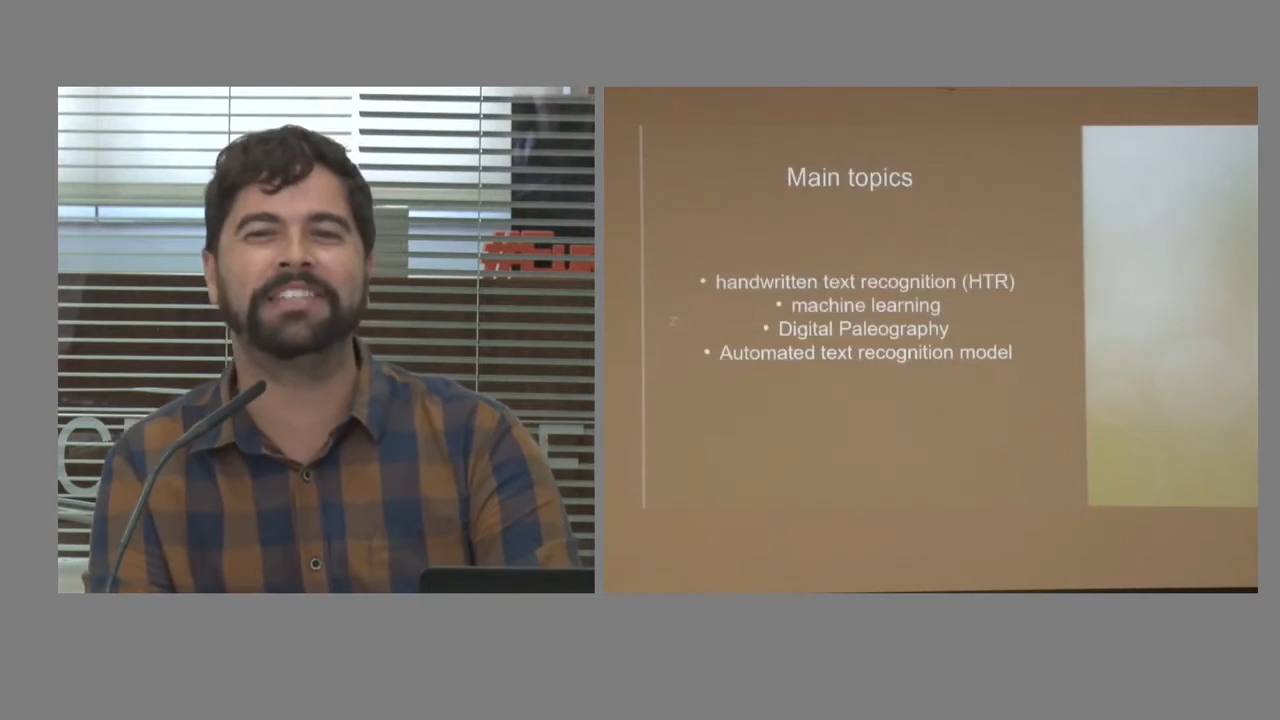 Main topics
• handwritten text recognition (HTR)
• machine learning
• Digital Paleography
• Automated text recognition model